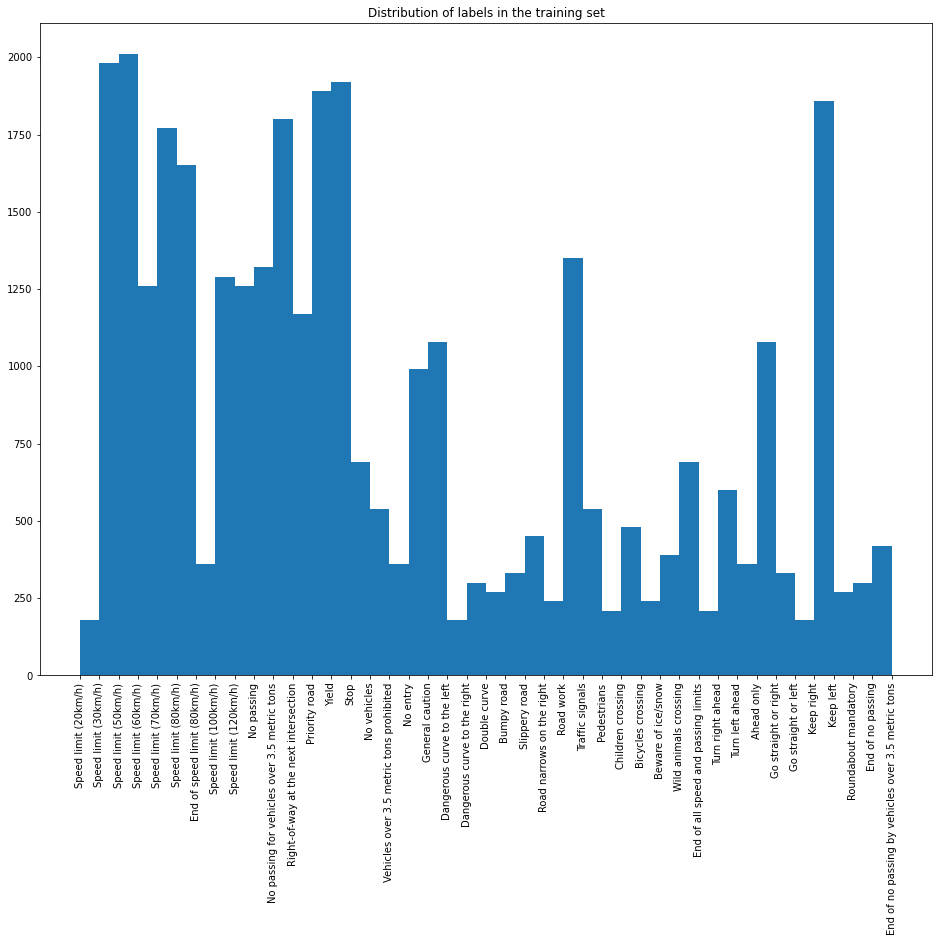 Distribution of labels in the training set
2000
1750
1500
1250
1000
750
500
250
0
Speed limit (20km/h)
Speed limit (30km/h)
Speed limit (50km/h)
Speed limit (60km/h)
Speed limit (70km/h)
Speed limit (80km/h)
End of speed limit (80km/h)
Speed limit (100km/h)
Speed limit (120km/h)
No passing
No passing for vehicles over 3.5 metric tons
Right-of-way at the next intersection
Priority road
Yield
Stop
No vehicles
Vehicles over 3.5 metric tons prohibited
No entry
General caution
Dangerous curve to the left
Dangerous curve to the right
Double curve
Bumpy road
Slippery road
Road narrows on the right
Road work
Traffic signals
Pedestrians
Children crossing
Bicycles crossing
Beware of ice/snow
Wild animals crossing
End of all speed and passing limits
Turn right ahead
Turn left ahead
Ahead only
Go straight or right
Go straight or left
Keep right
Keep left
Roundabout mandatory
End of no passing
End of no passing by vehicles over 3.5 metric tons